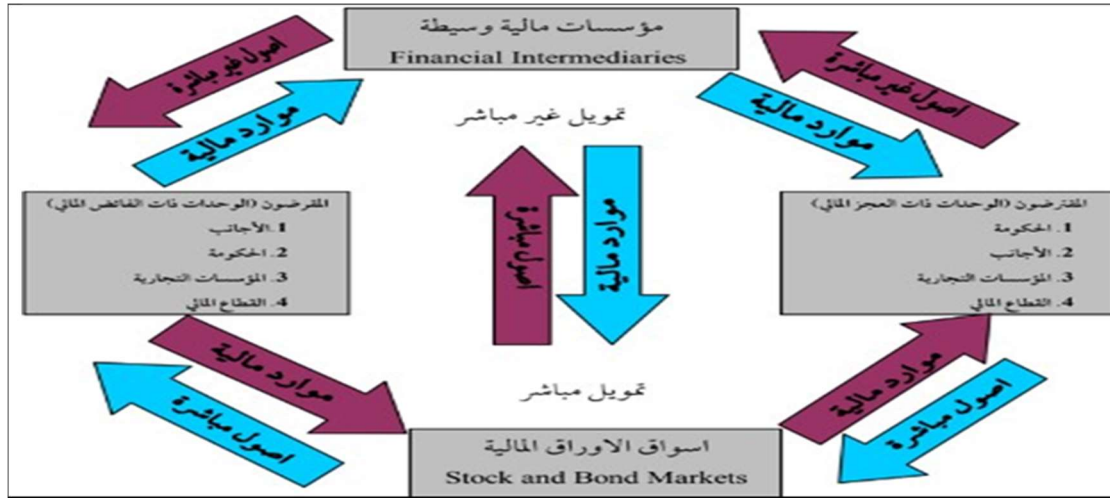 مؤسسات مالية وسيطة
Financial Intermediaries
اصول غير مباشرة
موارد مالية
اصول غير مباشرة
موارد مالية
تمويل غير مباشر
المقرضون (الوحدات ذات الفائض المالي)
1. الأجانب
2. الحكومة
3. المؤسسات التجارية
4. القطاع المالي
اصول مباشرة
موارد مالية
المقترضون (الوحدات ذات العجز المالي)
1. الحكومة
2. الأجانب
3. المؤسسات التجارية
4. القطاع المالي
موارد مالية
اصول مباشرة
تمويل مباشر
موارد مالية
اصول مباشرة
اسواق الاوراق المالية
Stock and Bond Markets